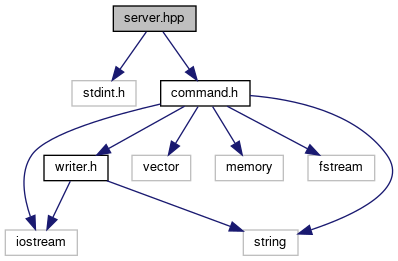 server.hpp
stdint.h
command.h
writer.h
vector
memory
fstream
iostream
string